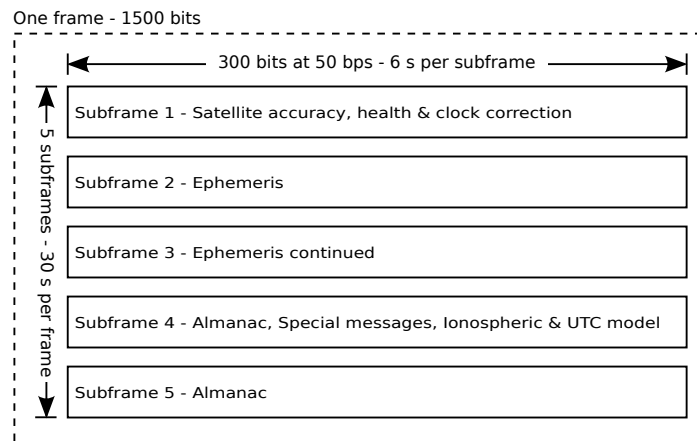 One frame - 1500 bits
300 bits at 50 bps - 6 s per subframe
5 subframes - 30 s per frame
Subframe 1 - Satellite accuracy, health & clock correction
Subframe 2 - Ephemeris
Subframe 3 - Ephemeris continued
Subframe 4 - Almanac, Special messages, Ionospheric & UTC model
Subframe 5 - Almanac